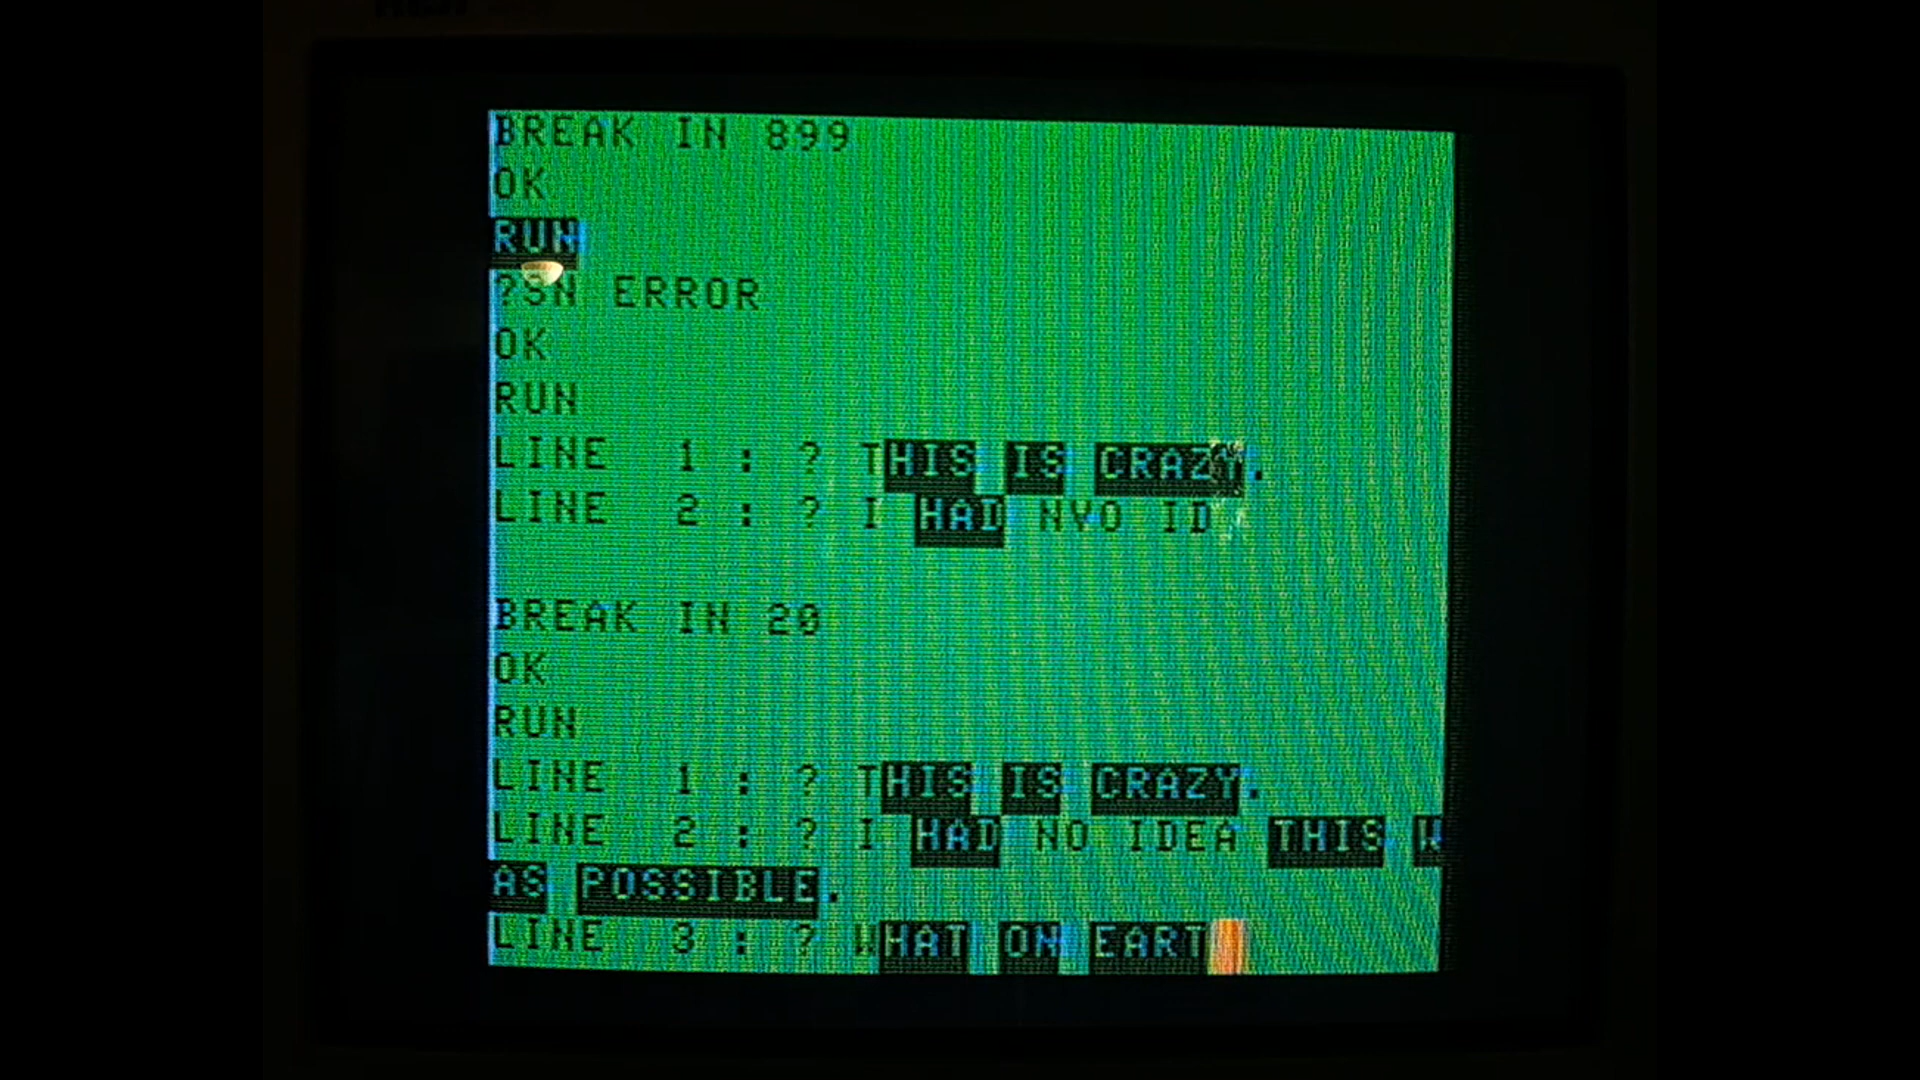 BREAK IN 899
OK
RUN
?SN ERROR
OK
RUN
LINE 1 : ? THIS IS CRAZY.
LINE 2 : ? I HAD NVO ID
BREAK IN 20
OK
RUN
LINE 1 : ? THIS IS CRAZY.
LINE 2 : ? I HAD NO IDEA THIS W
AS POSSIBLE.
LINE 3 : ? WHAT ON EART